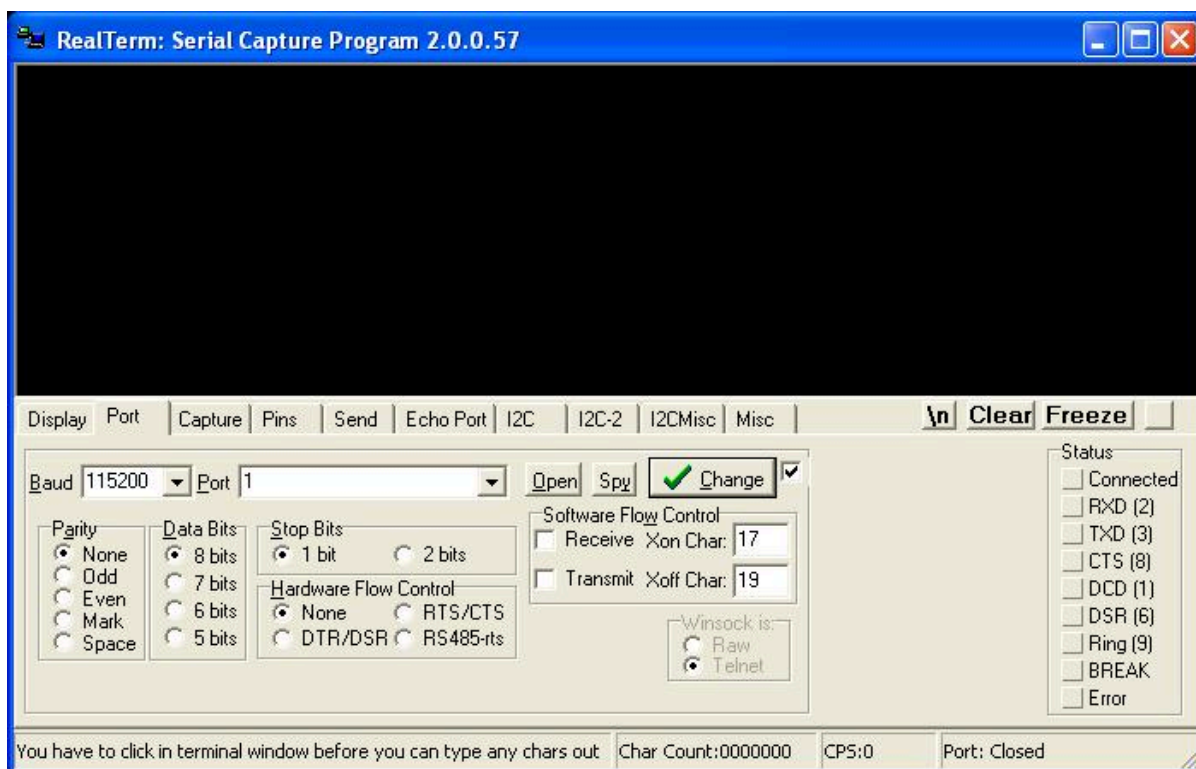 RealTerm: Serial Capture Program 2.0.0.57
Display Port Capture Pins Send Echo Port I2C I2C-2 I2CMisc Misc \n Clear Freeze
Baud 115200 Port 1 Open Spy Change
Parity
None
Odd
Even
Mark
Space
Data Bits
8 bits
7 bits
6 bits
5 bits
Stop Bits
1 bit 2 bits
Hardware Flow Control
None RTS/CTS
DTR/DSR RS485-rts
Software Flow Control
Receive Xon Char: 17
Transmit Xoff Char: 19
Winsock is:
Raw
Telnet
Status
Connected
RXD (2)
TXD (3)
CTS (8)
DCD (1)
DSR (6)
Ring (9)
BREAK
Error
You have to click in terminal window before you can type any chars out Char Count:0000000 CPS:0 Port: Closed